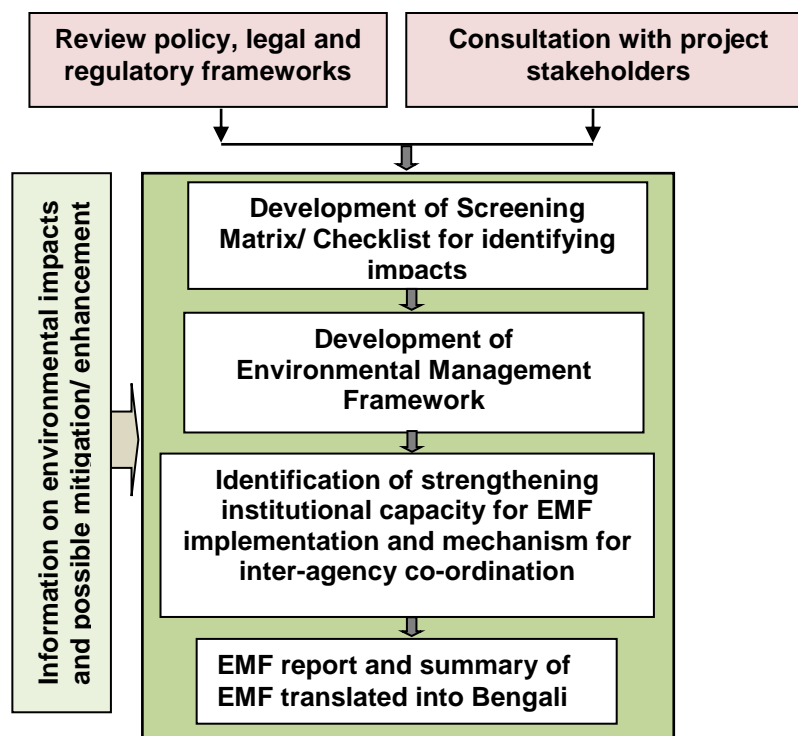 Review policy, legal and
regulatory frameworks
Consultation with project
stakeholders
Information on environmental impacts
and possible mitigation/ enhancement
Development of Screening
Matrix/ Checklist for identifying
impacts
Development of
Environmental Management
Framework
Identification of strengthening
institutional capacity for EMF
implementation and mechanism for
inter-agency co-ordination
EMF report and summary of
EMF translated into Bengali